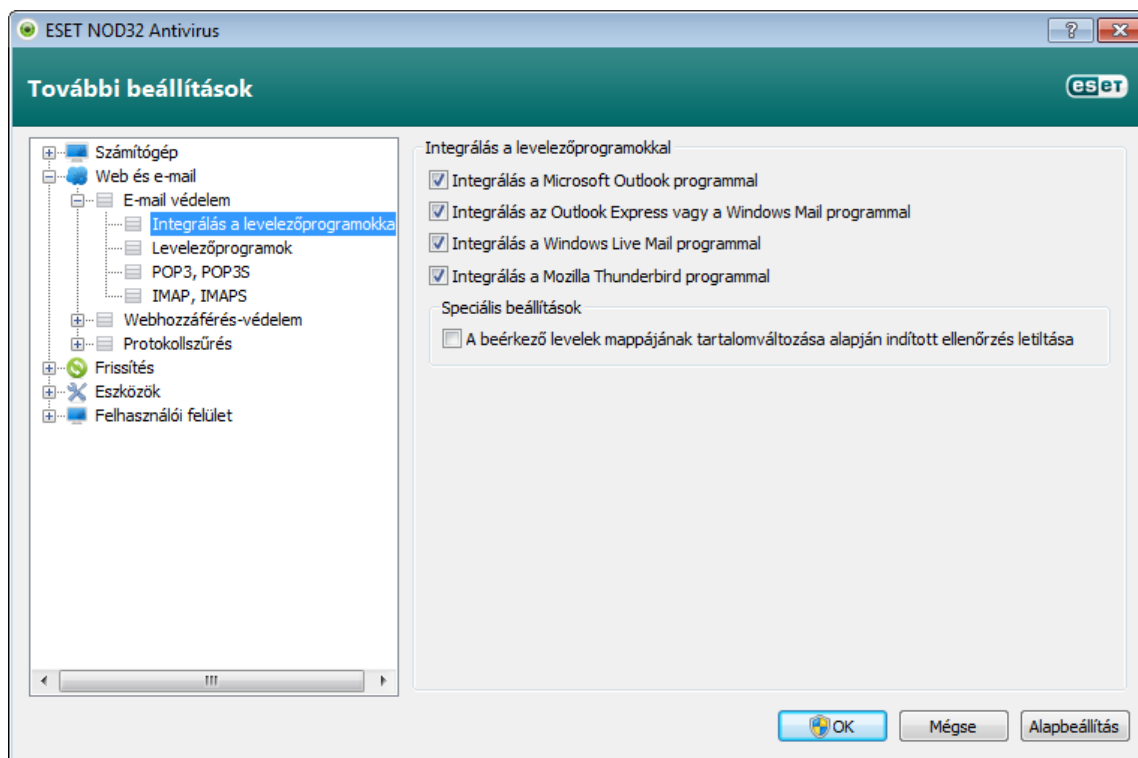 ESET NOD32 Antivirus
További beállítások
eset
Számítógép
Web és e-mail
E-mail védelem
Integrálás a levelezőprogramokka
Levelezőprogramok
POP3, POP3S
IMAP, IMAPS
Webhozzáférés-védelem
Protokollszűrés
Frissítés
Eszközök
Felhasználói felület
Integrálás a levelezőprogramokkal
Integrálás a Microsoft Outlook programmal
Integrálás az Outlook Express vagy a Windows Mail programmal
Integrálás a Windows Live Mail programmal
Integrálás a Mozilla Thunderbird programmal
Speciális beállítások
A beérkező levelek mappájának tartalomváltozása alapján indított ellenőrzés letiltása
OK
Mégse
Alapbeállítás